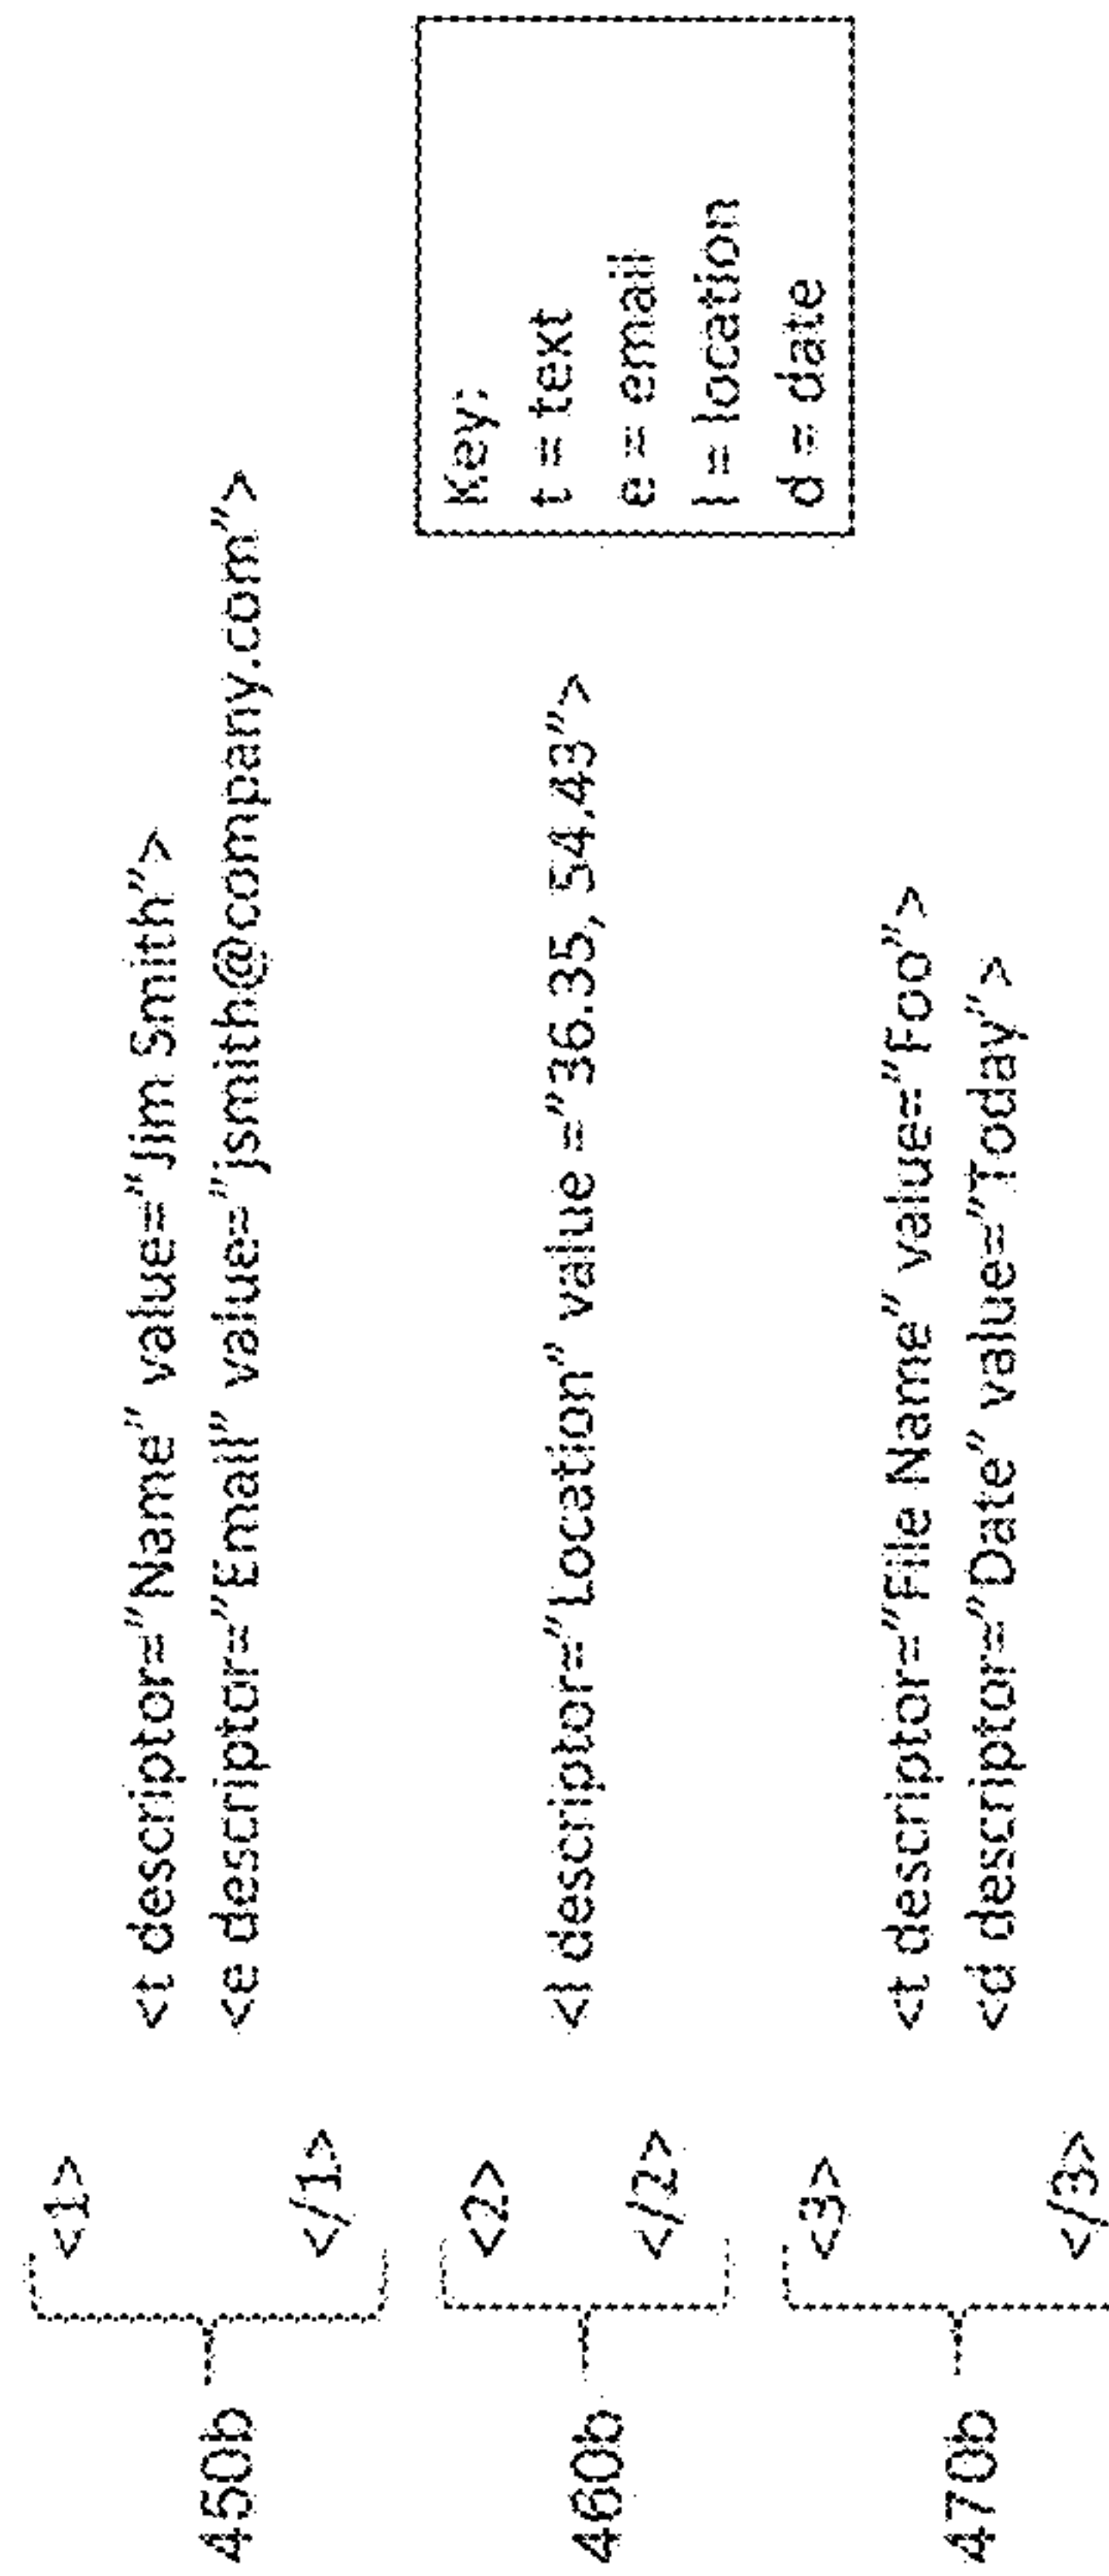 450b
<1>
<t descriptor="Name" value="Jim Smith">
<e descriptor="Email" value="jsmith@company.com">
</1>
460b
<2>
<l descriptor="Location" value ="36.35, 54.43">
</2>
470b
<3>
<t descriptor="File Name" value="Foo">
<d descriptor="Date" value="Today">
</3>
Key:
t = text
e = email
l = location
d = date